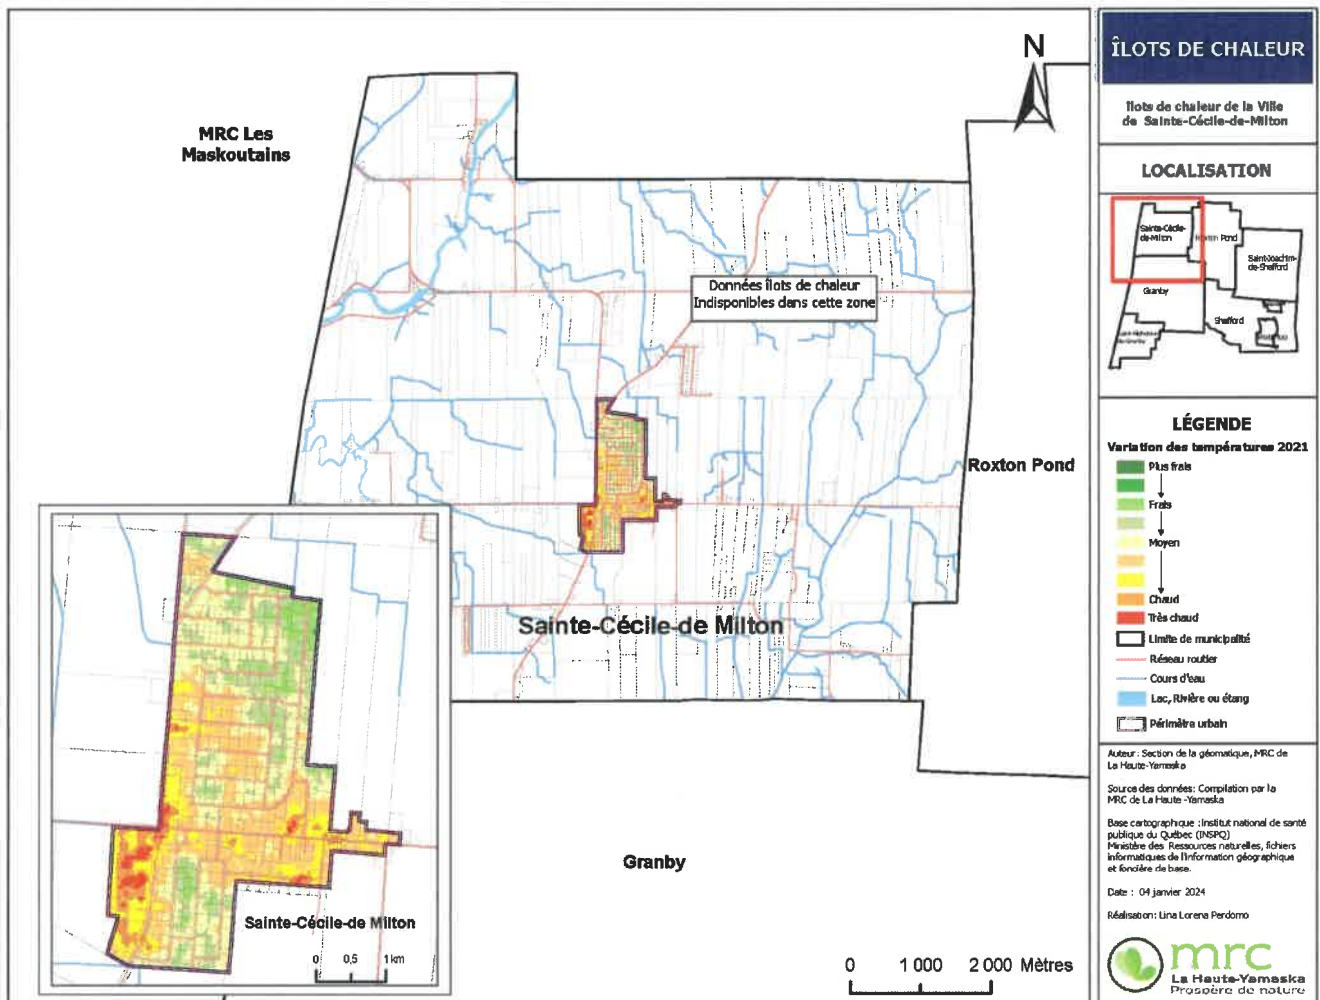 ÎLOTS DE CHALEUR
Ilots de chaleur de la Ville
de Sainte-Cécile-de-Milton
LOCALISATION
Sainte-Cécile-
de-Milton
Roxton Pond
Saint-Joachim-
de-Shefford
Granby
Shefford
LÉGENDE
Variation des températures 2021
Plus frais
Frais
Moyen
Chaud
Très chaud
Limite de municipalité
Réseau routier
Cours d'eau
Lac, Rivière ou étang
Périmètre urbain
Auteur : Section de la géomatique, MRC de
La Haute-Yamaska
Source des données: Compilation par la
MRC de La Haute -Yamaska
Base cartographique : Institut national de santé
publique du Québec (INSPQ)
Ministère des Ressources naturelles, fichiers
informatiques de l'information géographique
et foncière de base.
Date : 04 janvier 2024
Réalisation: Lina Lorena Perdomo
mrc
La Haute-Yamaska
Prospère de nature
N
MRC Les
Maskoutains
Données îlots de chaleur
Indisponibles dans cette zone
Roxton Pond
Sainte-Cécile-de Milton
Granby
Sainte-Cécile-de Milton
0 0,5 1 km
0 1 000 2 000 Mètres